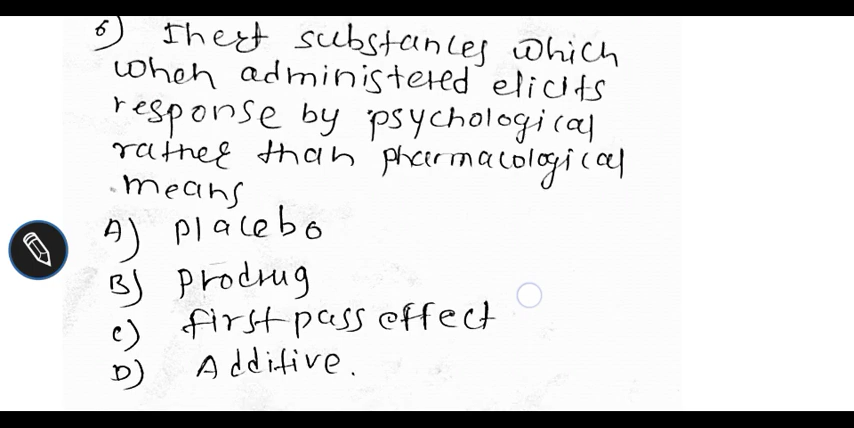 6) Inert substances which
when administered elicits
response by psychological
rather than pharmacological
means
A) placebo
B) prodrug
c) first pass effect
D) Additive.